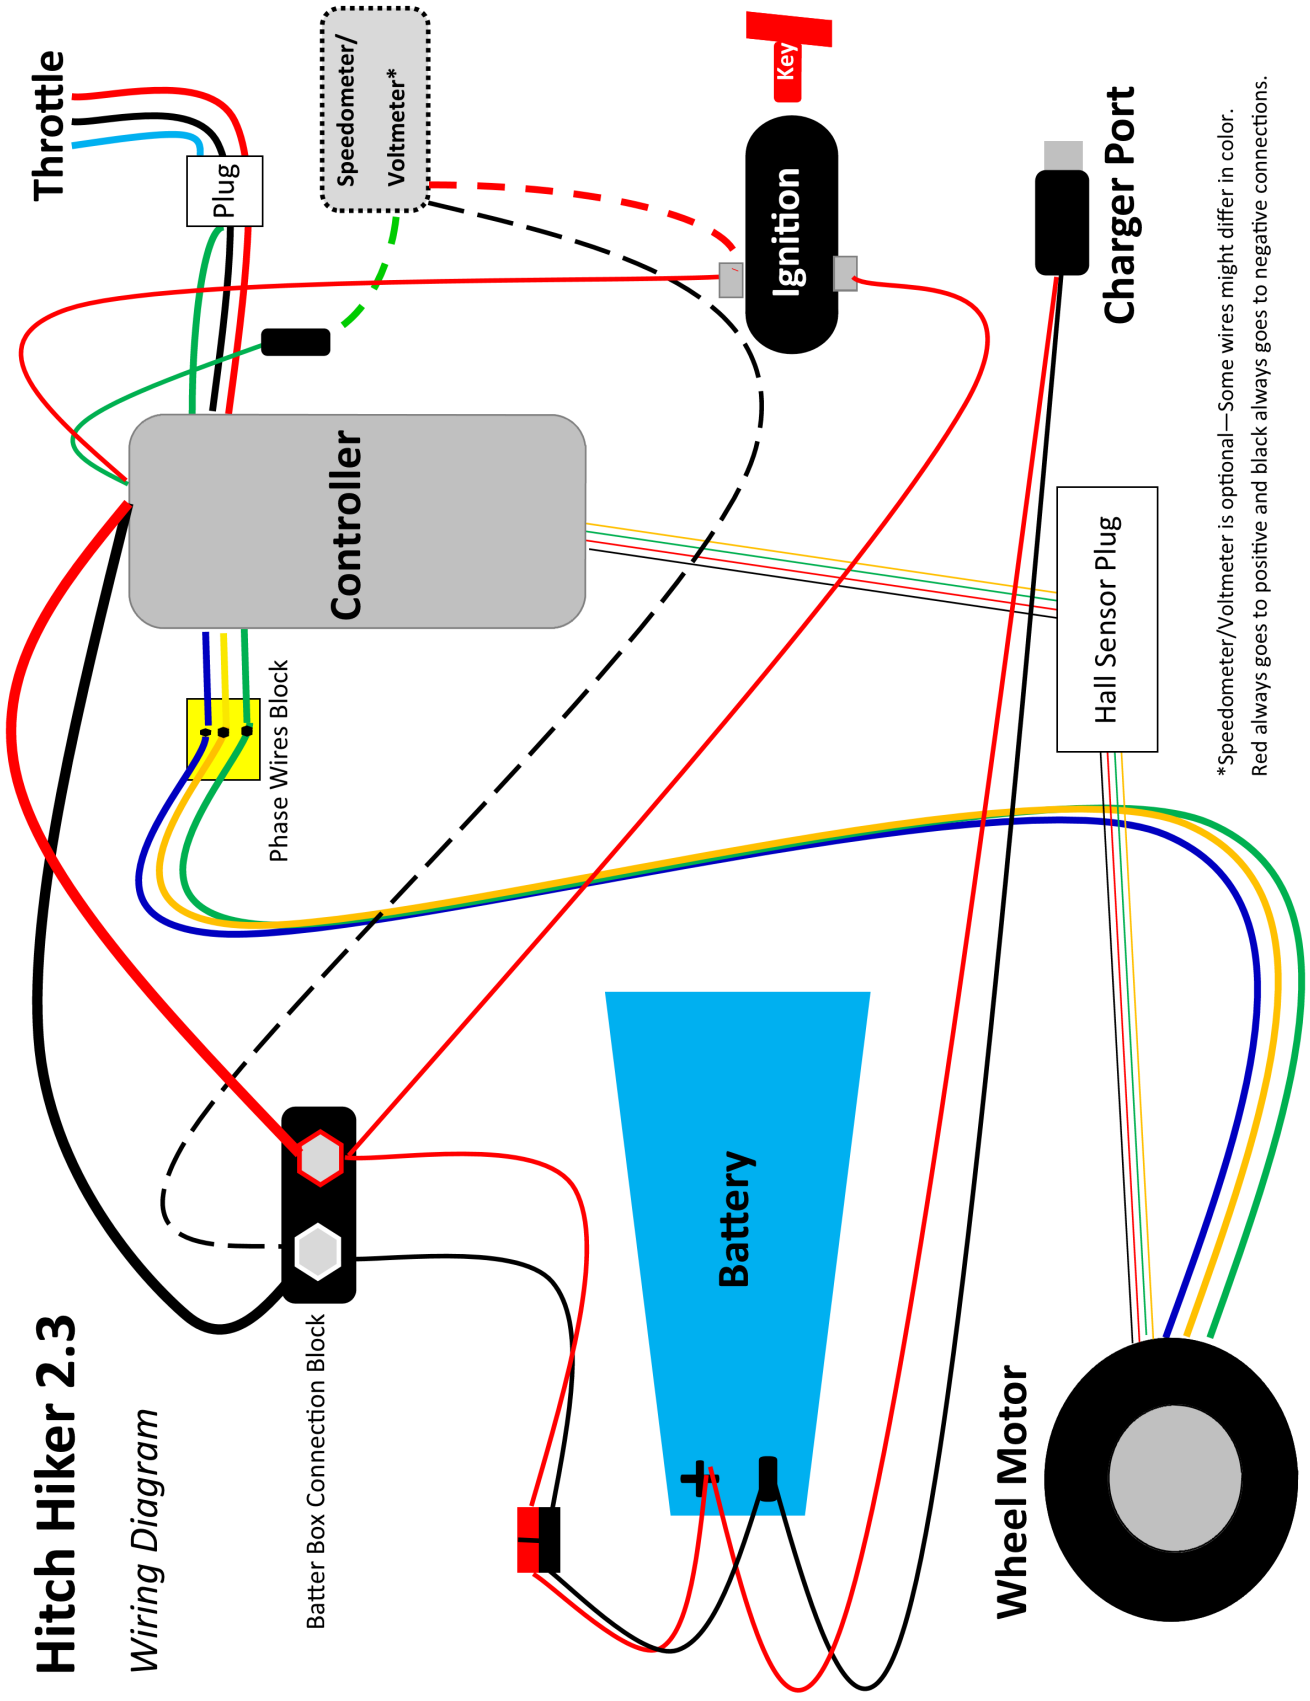 Hitch Hiker 2.3
Wiring Diagram
Throttle
Plug
Speedometer/
Voltmeter*
Key
Ignition
Charger Port
Controller
Phase Wires Block
Hall Sensor Plug
Batter Box Connection Block
Battery
Wheel Motor
*Speedometer/Voltmeter is optional—Some wires might differ in color.
Red always goes to positive and black always goes to negative connections.